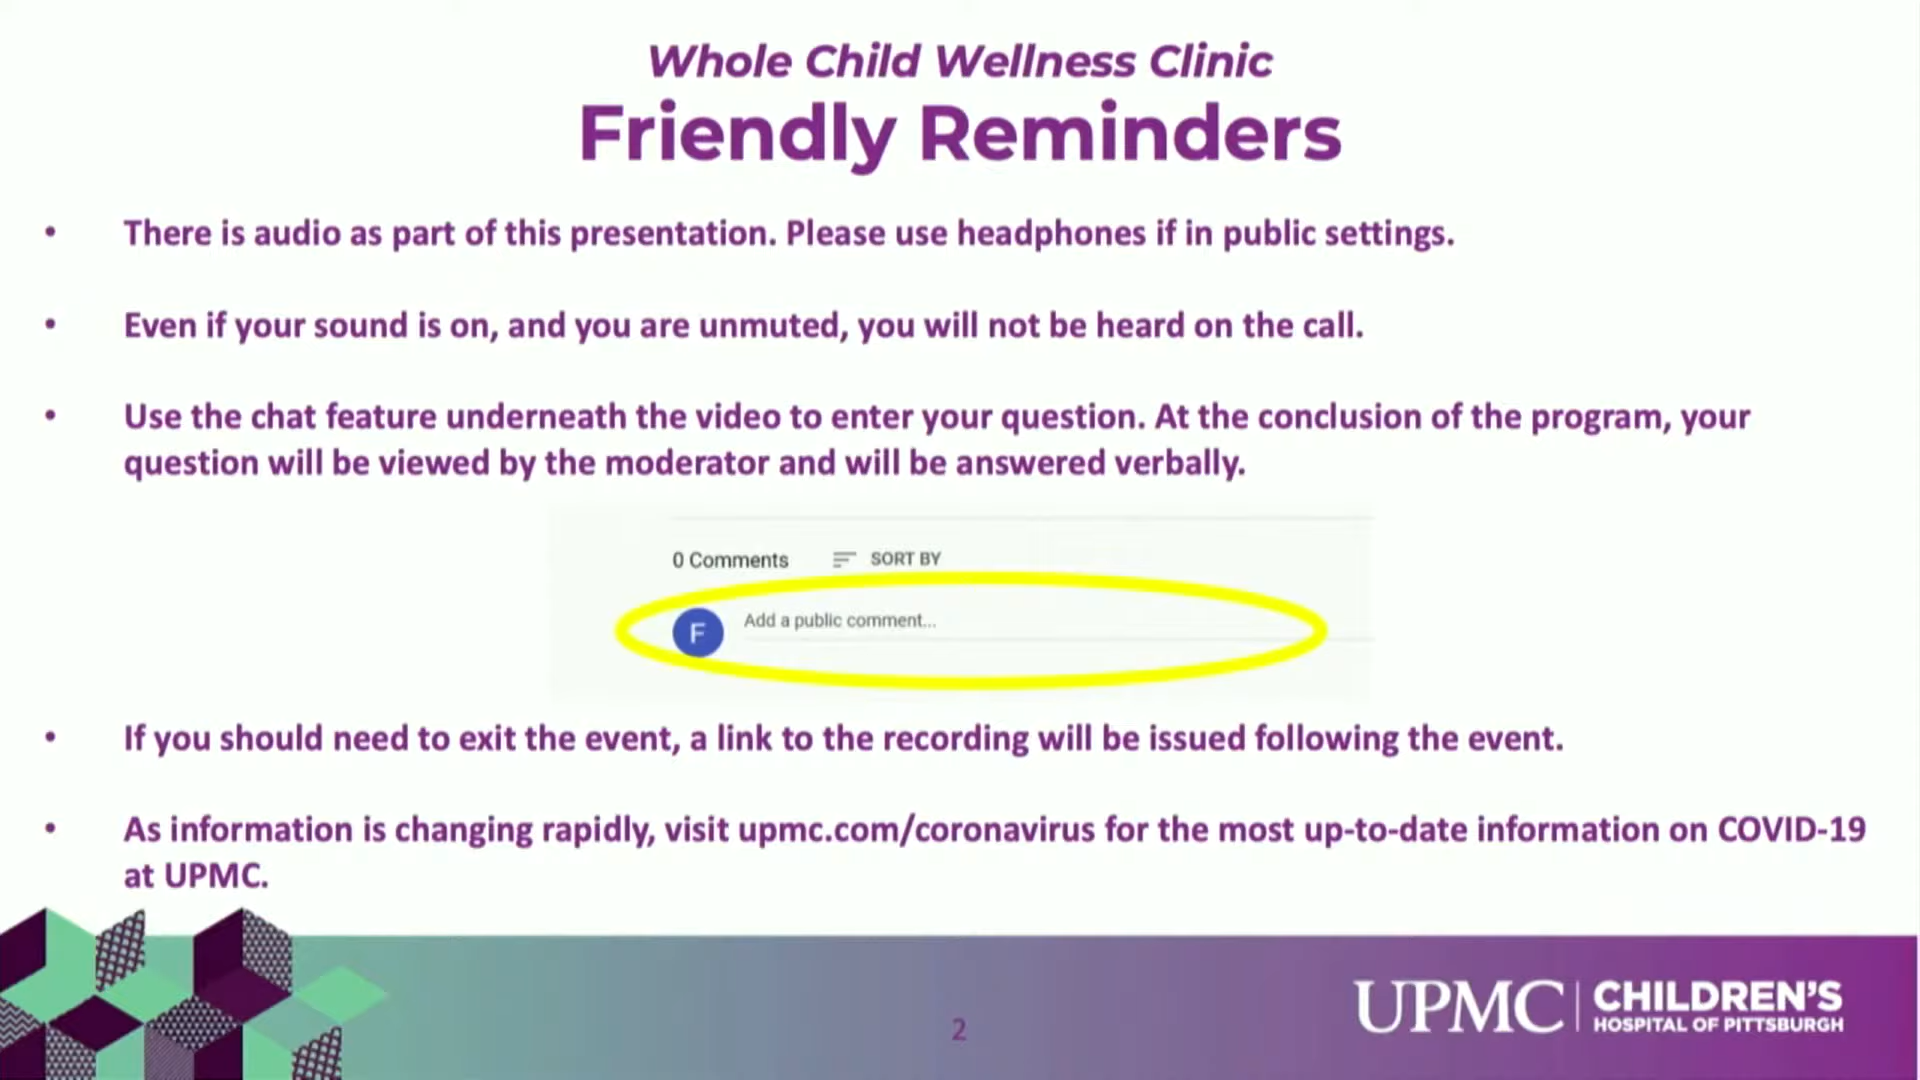 Whole Child Wellness Clinic
Friendly Reminders
• There is audio as part of this presentation. Please use headphones if in public settings.
• Even if your sound is on, and you are unmuted, you will not be heard on the call.
• Use the chat feature underneath the video to enter your question. At the conclusion of the program, your
question will be viewed by the moderator and will be answered verbally.
0 Comments SORT BY
F Add a public comment...
• If you should need to exit the event, a link to the recording will be issued following the event.
• As information is changing rapidly, visit upmc.com/coronavirus for the most up-to-date information on COVID-19
at UPMC.
2
UPMC | CHILDREN'S
HOSPITAL OF PITTSBURGH